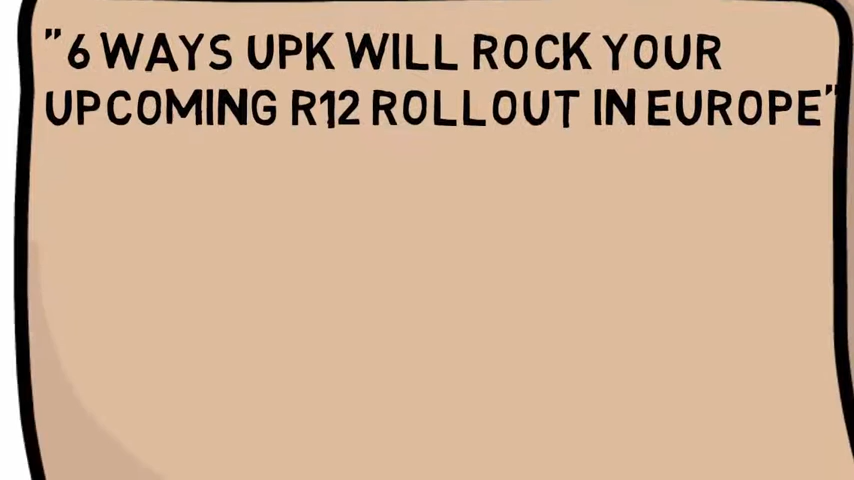 "6 WAYS UPK WILL ROCK YOUR
UPCOMING R12 ROLLOUT IN EUROPE"